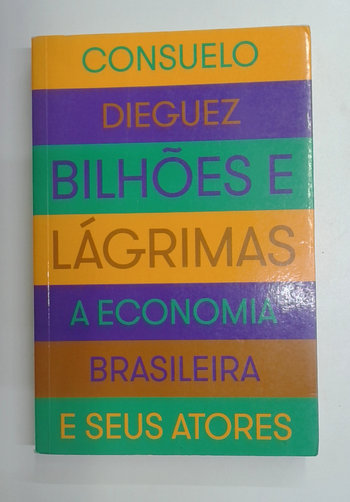 CONSUELO
DIEGUEZ
BILHÕES E
LÁGRIMAS
A ECONOMIA
BRASILEIRA
E SEUS ATORES